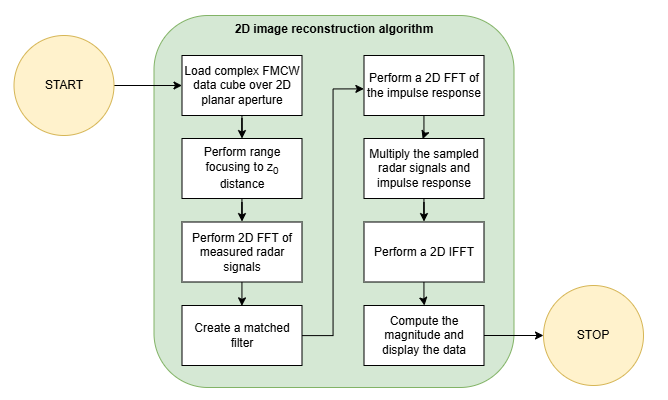 2D image reconstruction algorithm
START
Load complex FMCW
data cube over 2D
planar aperture
Perform range
focusing to z₀
distance
Perform 2D FFT of
measured radar
signals
Create a matched
filter
Perform a 2D FFT of
the impulse response
Multiply the sampled
radar signals and
impulse response
Perform a 2D IFFT
Compute the
magnitude and
display the data
STOP